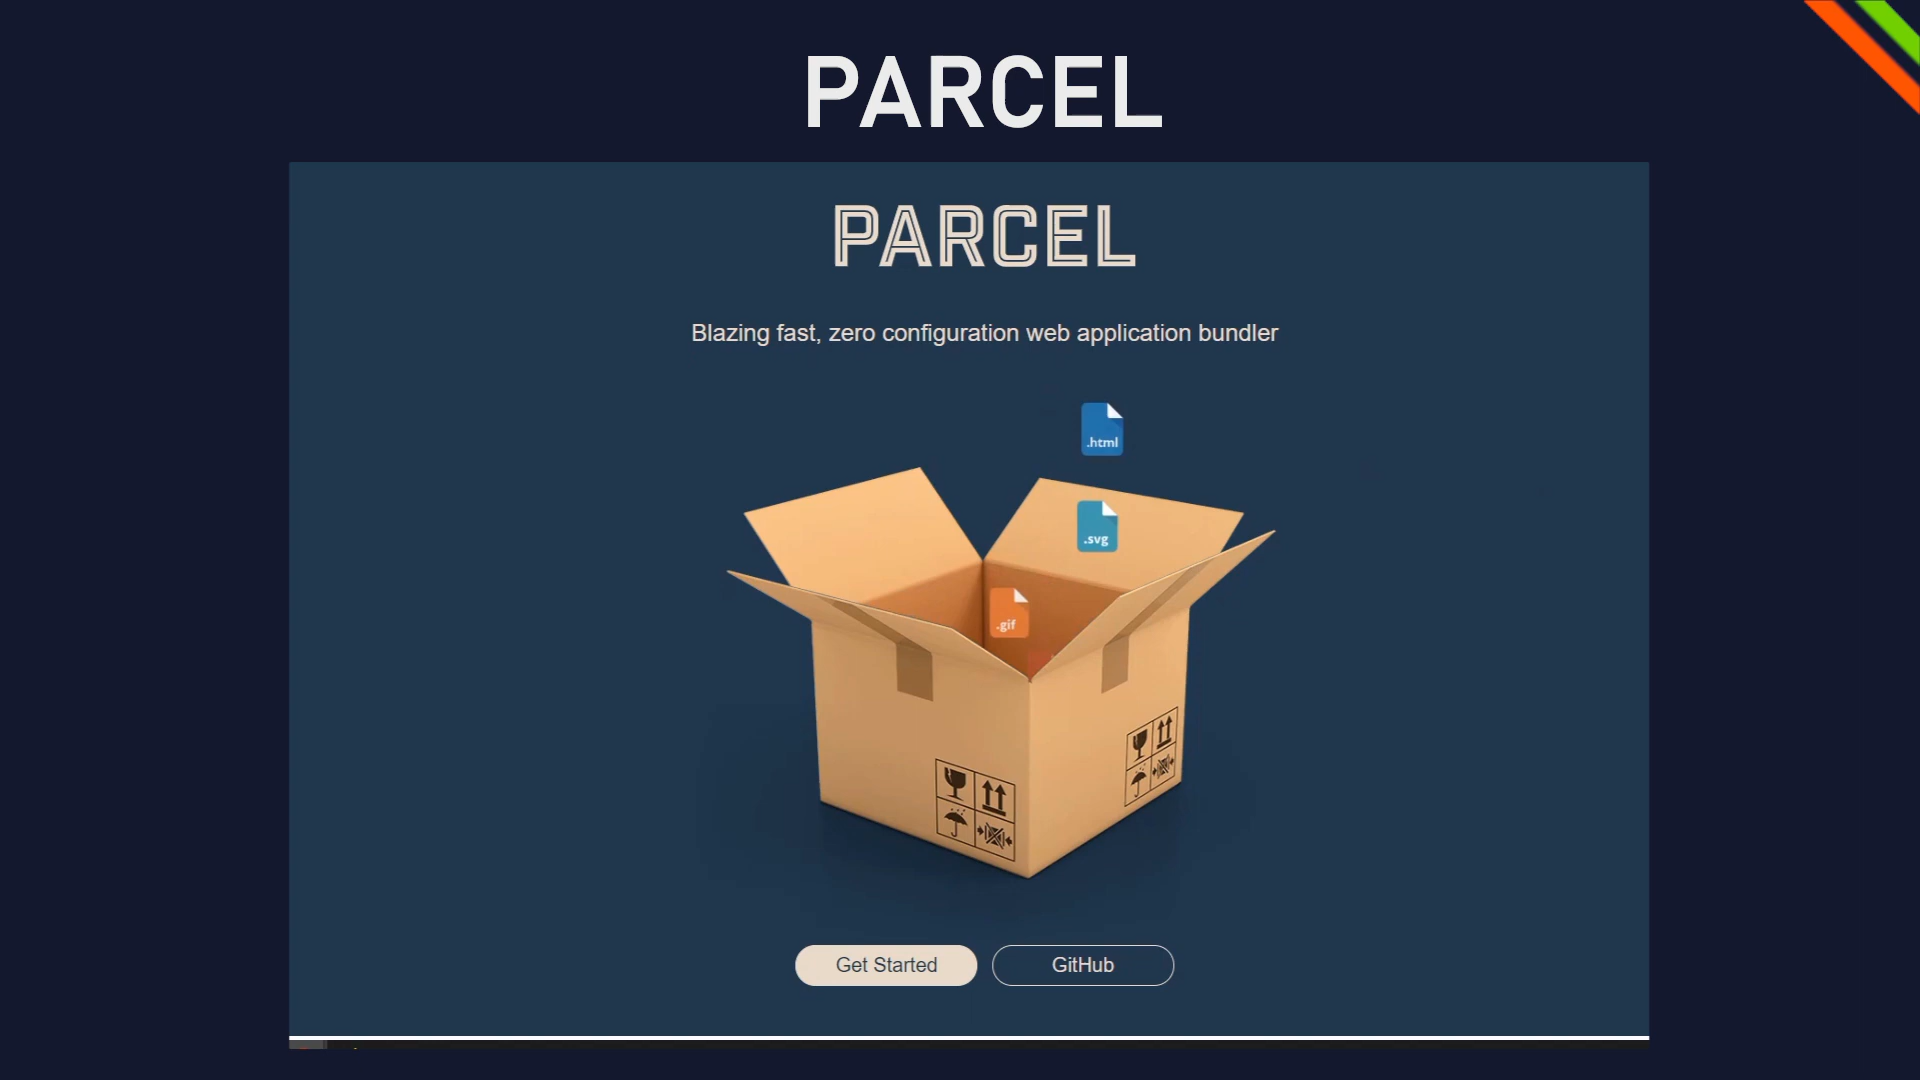 PARCEL
PARCEL
Blazing fast, zero configuration web application bundler
.html
.svg
.gif
Get Started
GitHub